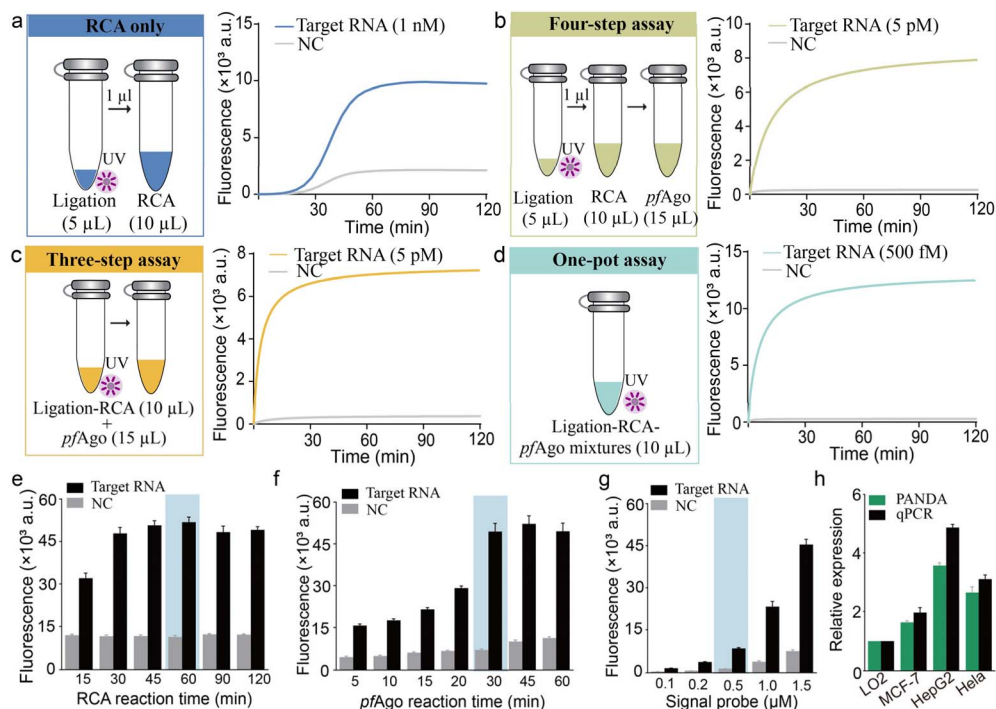 a
RCA only
1 µl
UV
Ligation
(5 µL)
RCA
(10 µL)
Target RNA (1 nM)
NC
Fluorescence (×10³ a.u.)
15
10
5
0
30
60
90
120
Time (min)
b
Four-step assay
1 µl
UV
Ligation
(5 µL)
RCA
(10 µL)
pfAgo
(15 µL)
Target RNA (5 pM)
NC
Fluorescence (×10³ a.u.)
10
8
6
4
2
0
30
60
90
120
Time (min)
c
Three-step assay
UV
Ligation-RCA (10 µL)
+
pfAgo (15 µL)
Target RNA (5 pM)
NC
Fluorescence (×10³ a.u.)
8
6
4
2
0
30
60
90
120
Time (min)
d
One-pot assay
UV
Ligation-RCA-
pfAgo mixtures (10 µL)
Target RNA (500 fM)
NC
Fluorescence (×10³ a.u.)
15
10
5
0
30
60
90
120
Time (min)
e
Target RNA
NC
Fluorescence (×10³ a.u.)
60
45
30
15
0
15 30 45 60 90 120
RCA reaction time (min)
f
Target RNA
NC
Fluorescence (×10³ a.u.)
60
45
30
15
0
5 10 15 20 30 45 60
pfAgo reaction time (min)
g
Target RNA
NC
Fluorescence (×10³ a.u.)
60
45
30
15
0
0.1 0.2 0.5 1.0 1.5
Signal probe (µM)
h
PANDA
qPCR
Relative expression
6
4
2
0
LO2
MCF-7
HepG2
Hela